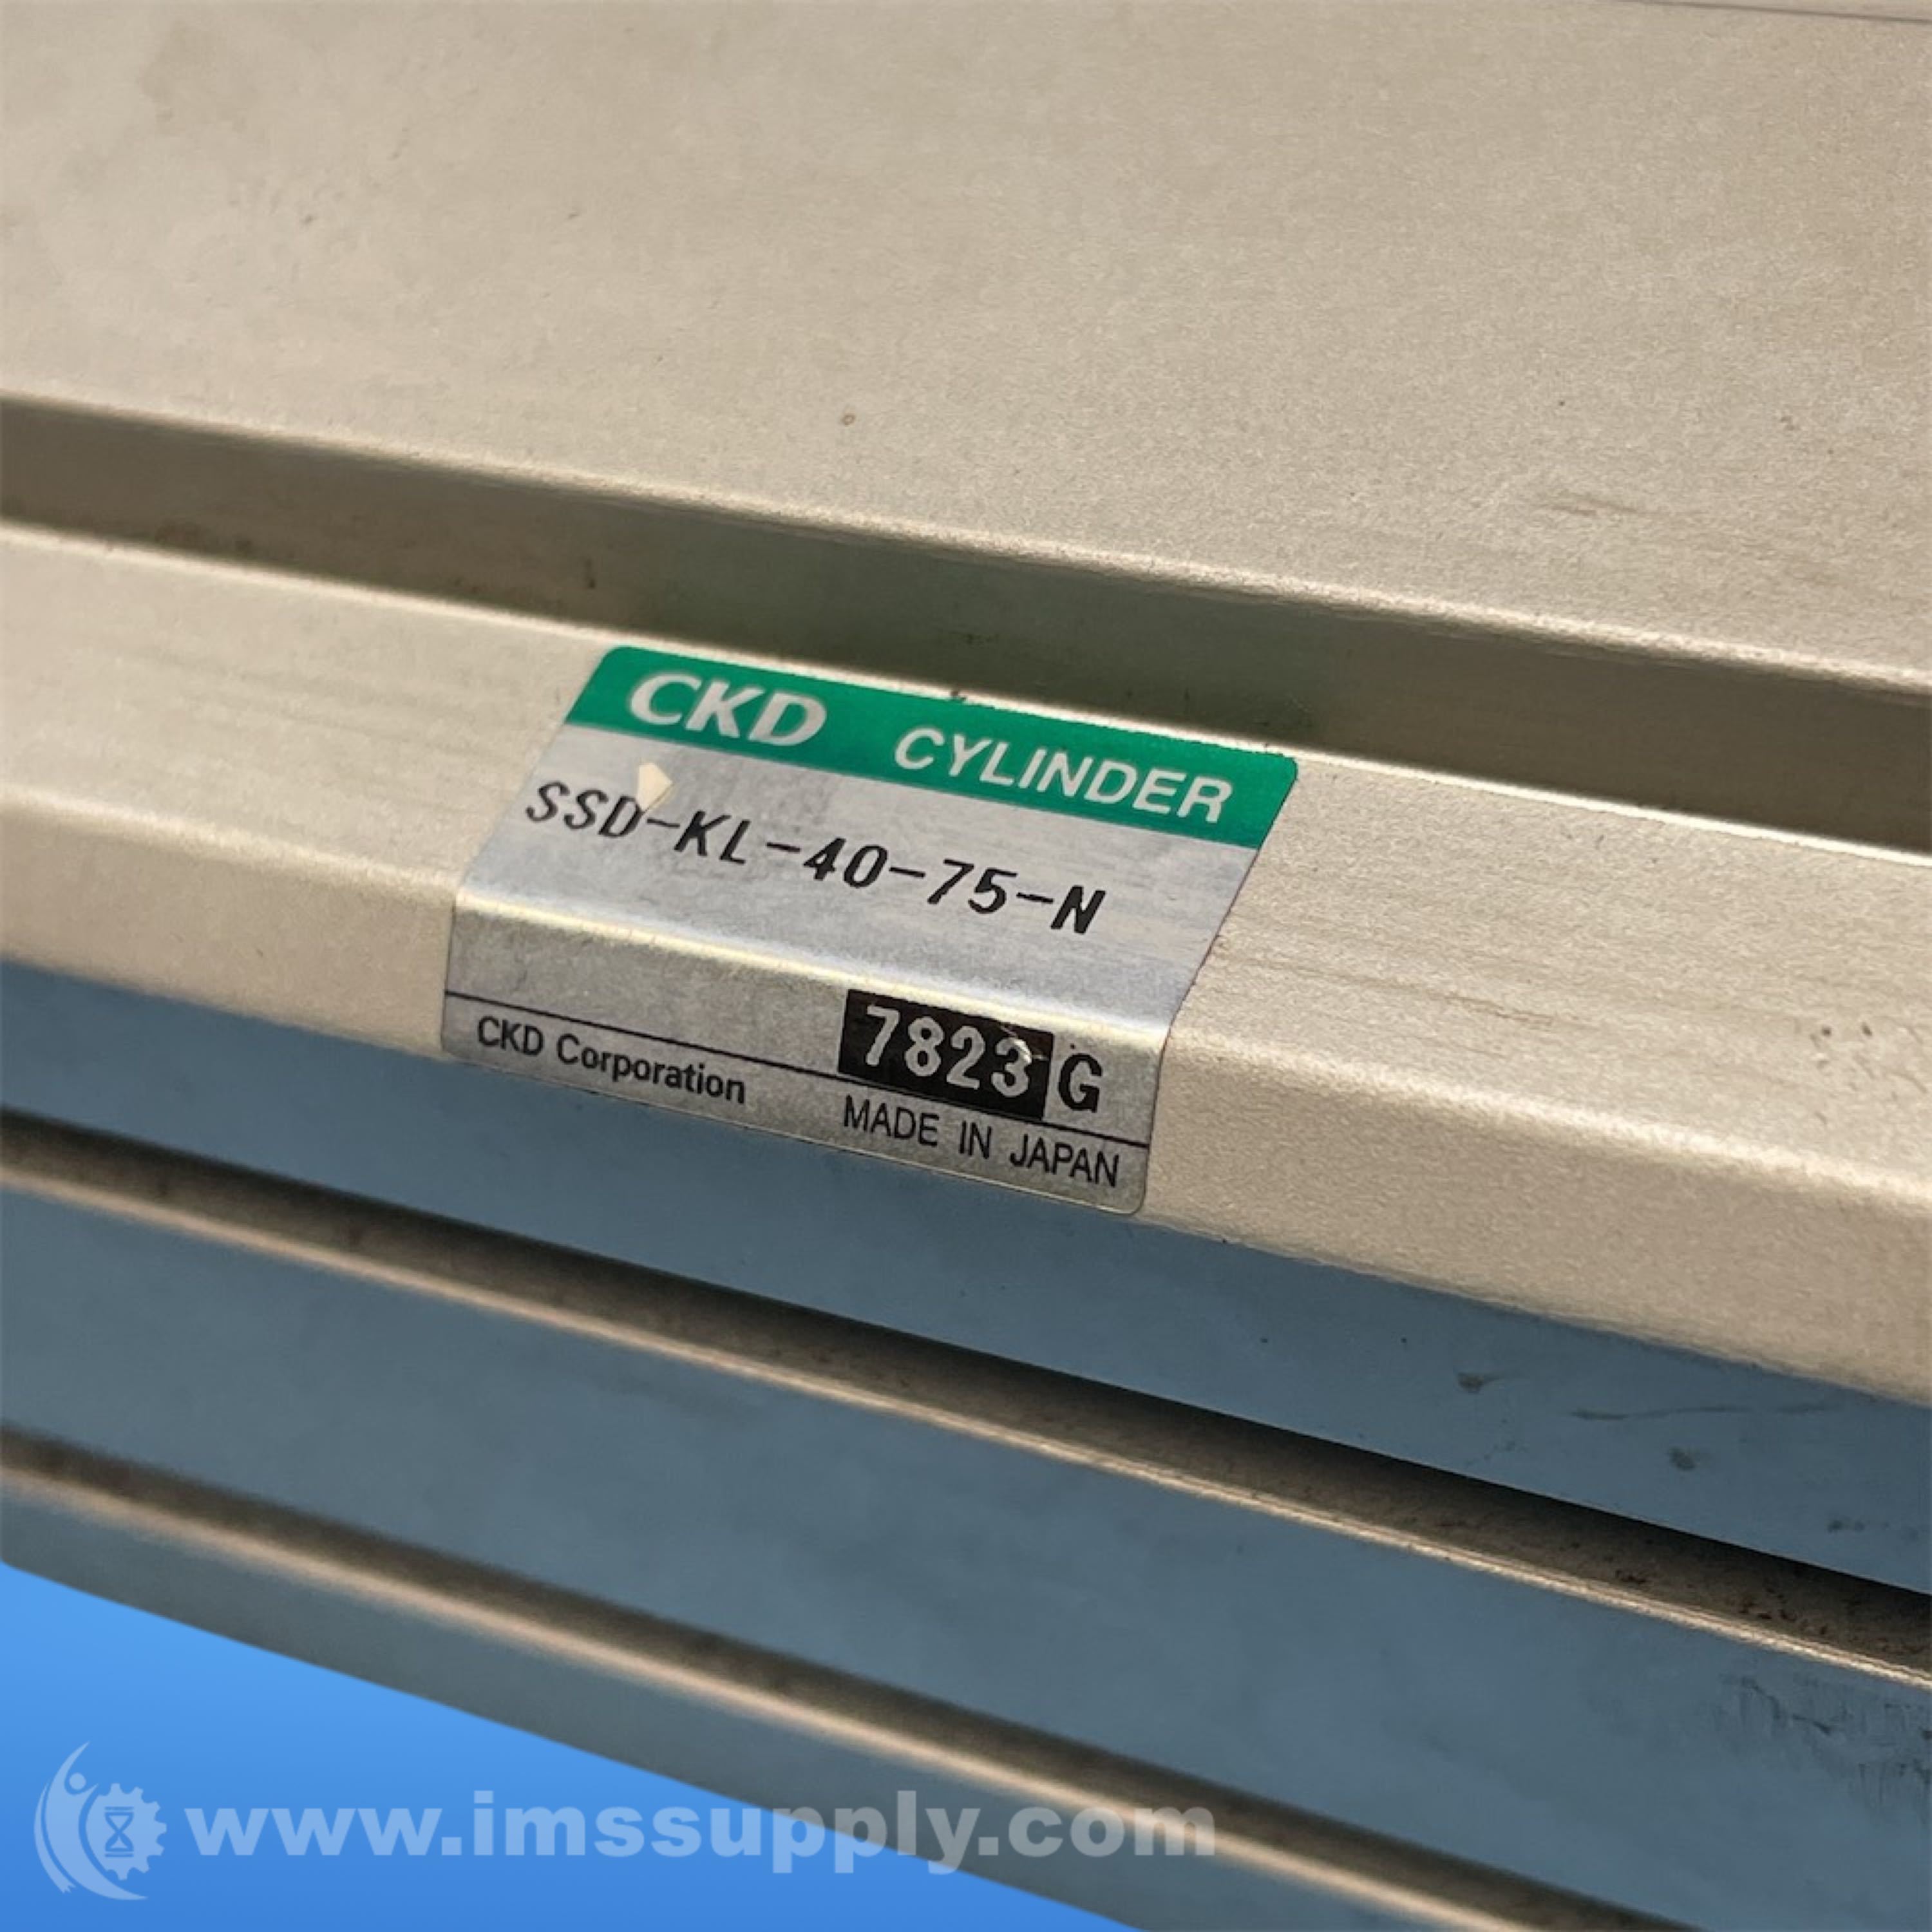 CKD CYLINDER
SSD-KL-40-75-N
7823 G
CKD Corporation
MADE IN JAPAN
www.imssupply.com